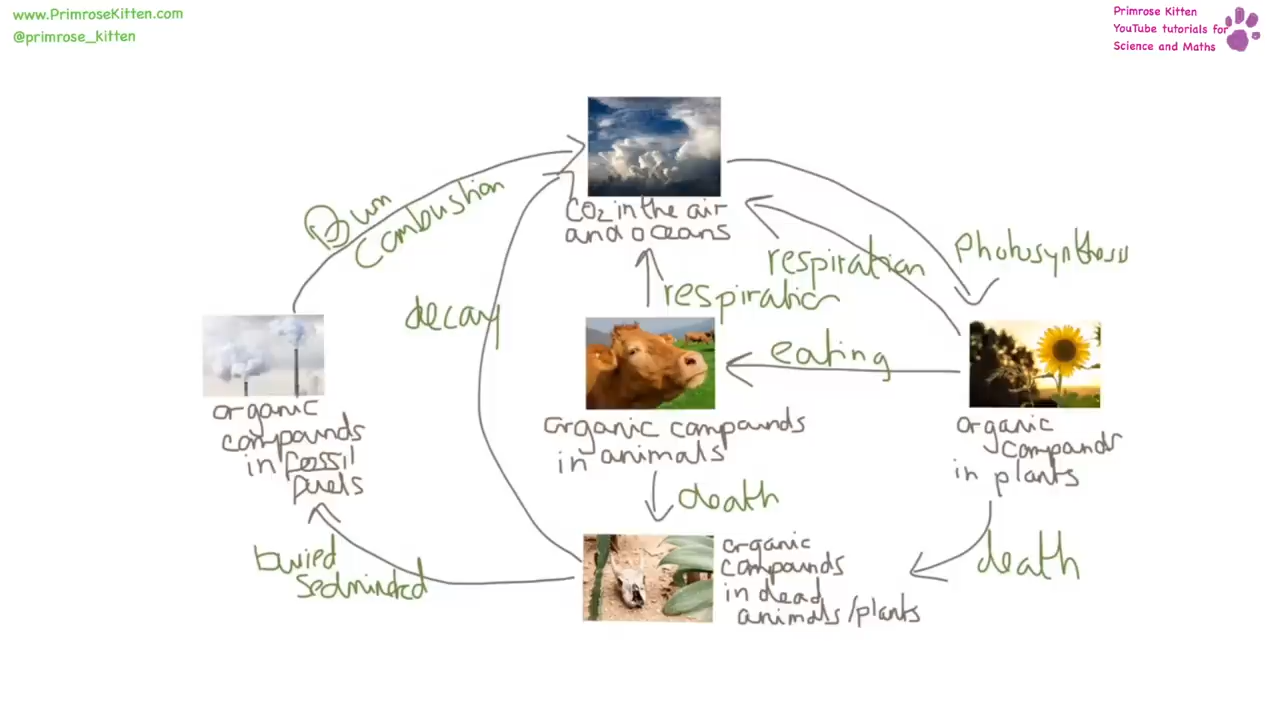 www.PrimroseKitten.com
@primrose_kitten
Primrose Kitten
YouTube tutorials for
Science and Maths
CO₂ in the air
and oceans
Burn
Combustion
decay
respiration
respiration
Photosynthesis
eating
organic
compounds
in fossil
fuels
organic compounds
in animals
organic
compounds
in plants
death
death
buried
organic
compounds
in dead
animals/plants